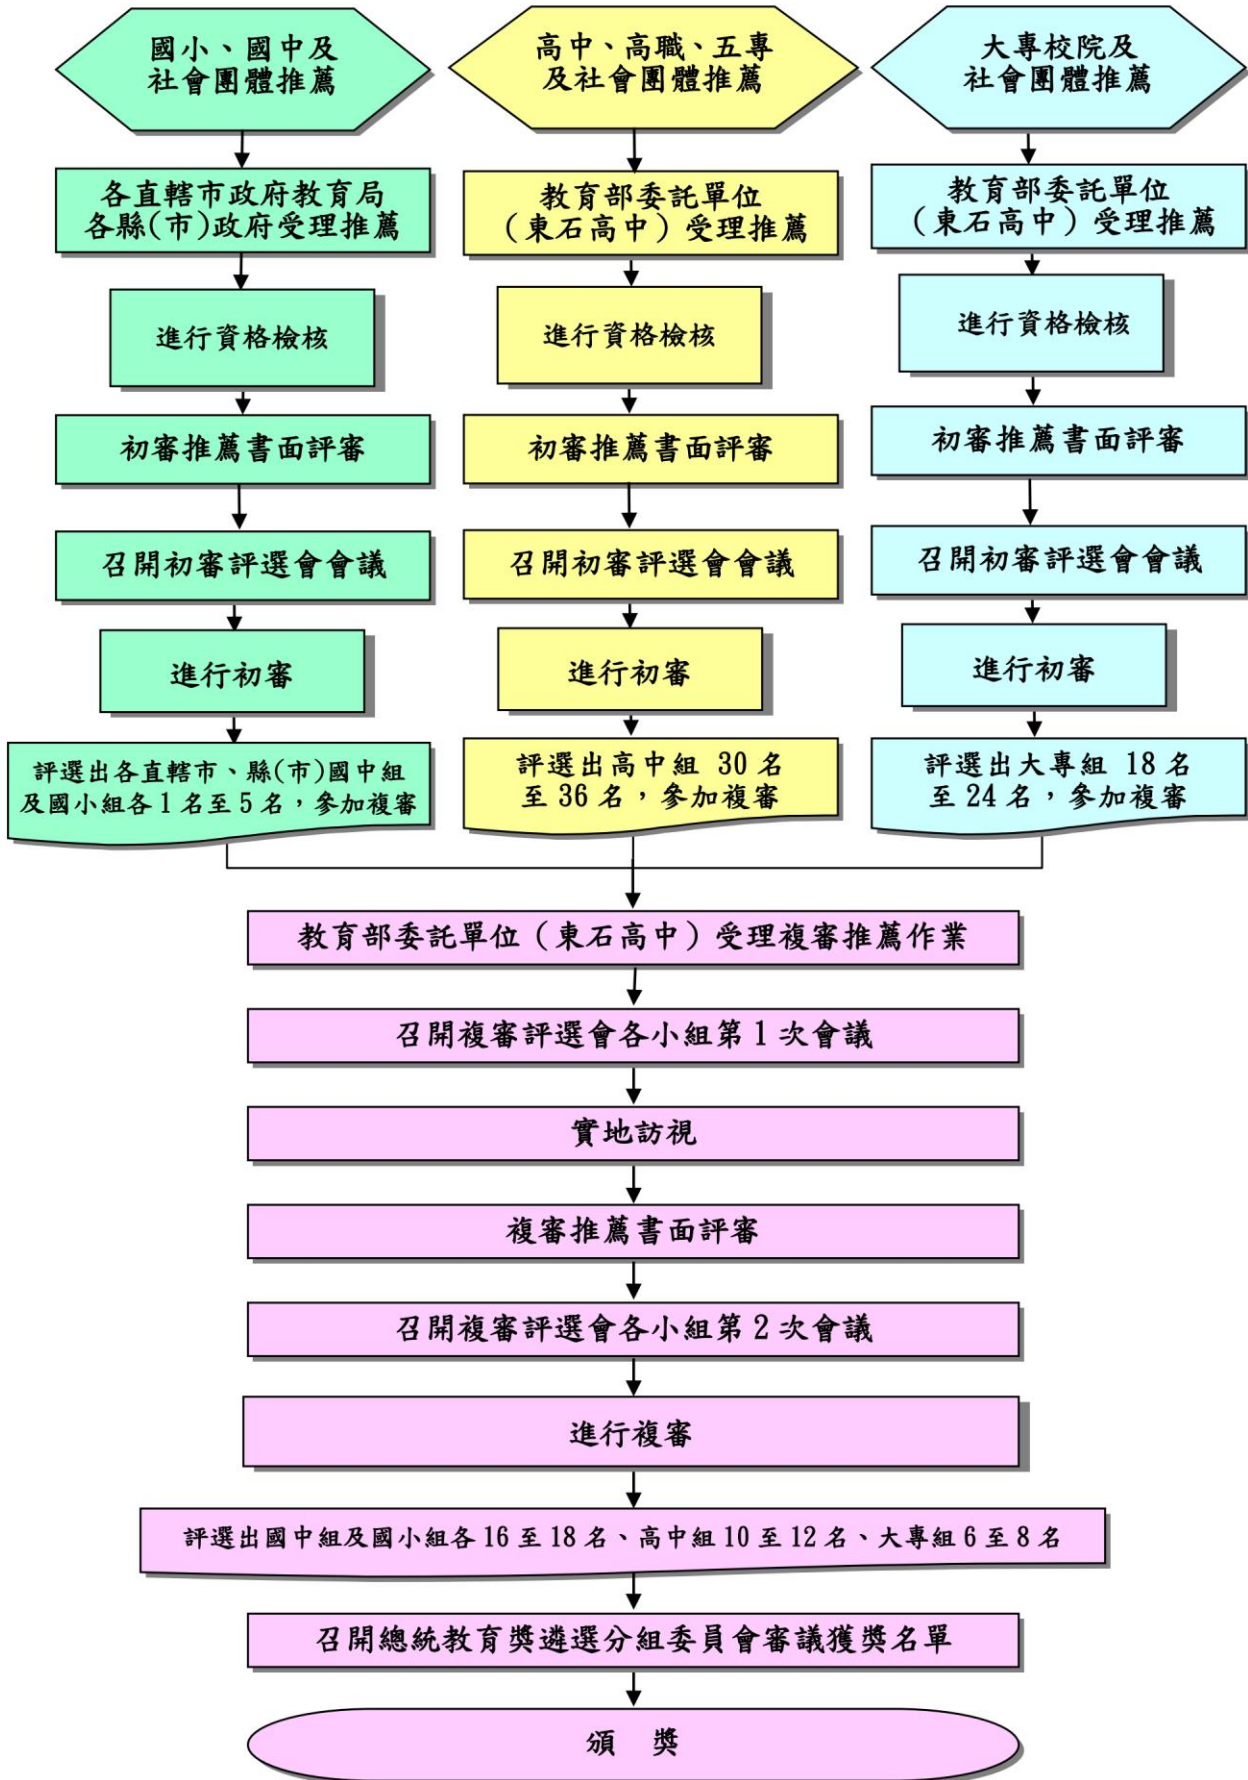 國小、國中及
社會團體推薦
高中、高職、五專
及社會團體推薦
大專校院及
社會團體推薦
各直轄市政府教育局
各縣(市)政府受理推薦
教育部委託單位
（東石高中）受理推薦
教育部委託單位
（東石高中）受理推薦
進行資格檢核
進行資格檢核
進行資格檢核
初審推薦書面評審
初審推薦書面評審
初審推薦書面評審
召開初審評選會會議
召開初審評選會會議
召開初審評選會會議
進行初審
進行初審
進行初審
評選出各直轄市、縣(市)國中組
及國小組各1名至5名，參加複審
評選出高中組 30 名
至 36 名，參加複審
評選出大專組 18 名
至 24 名，參加複審
教育部委託單位（東石高中）受理複審推薦作業
召開複審評選會各小組第 1 次會議
實地訪視
複審推薦書面評審
召開複審評選會各小組第 2 次會議
進行複審
評選出國中組及國小組各 16 至 18 名、高中組 10 至 12 名、大專組 6 至 8 名
召開總統教育獎遴選分組委員會審議獲獎名單
頒 獎